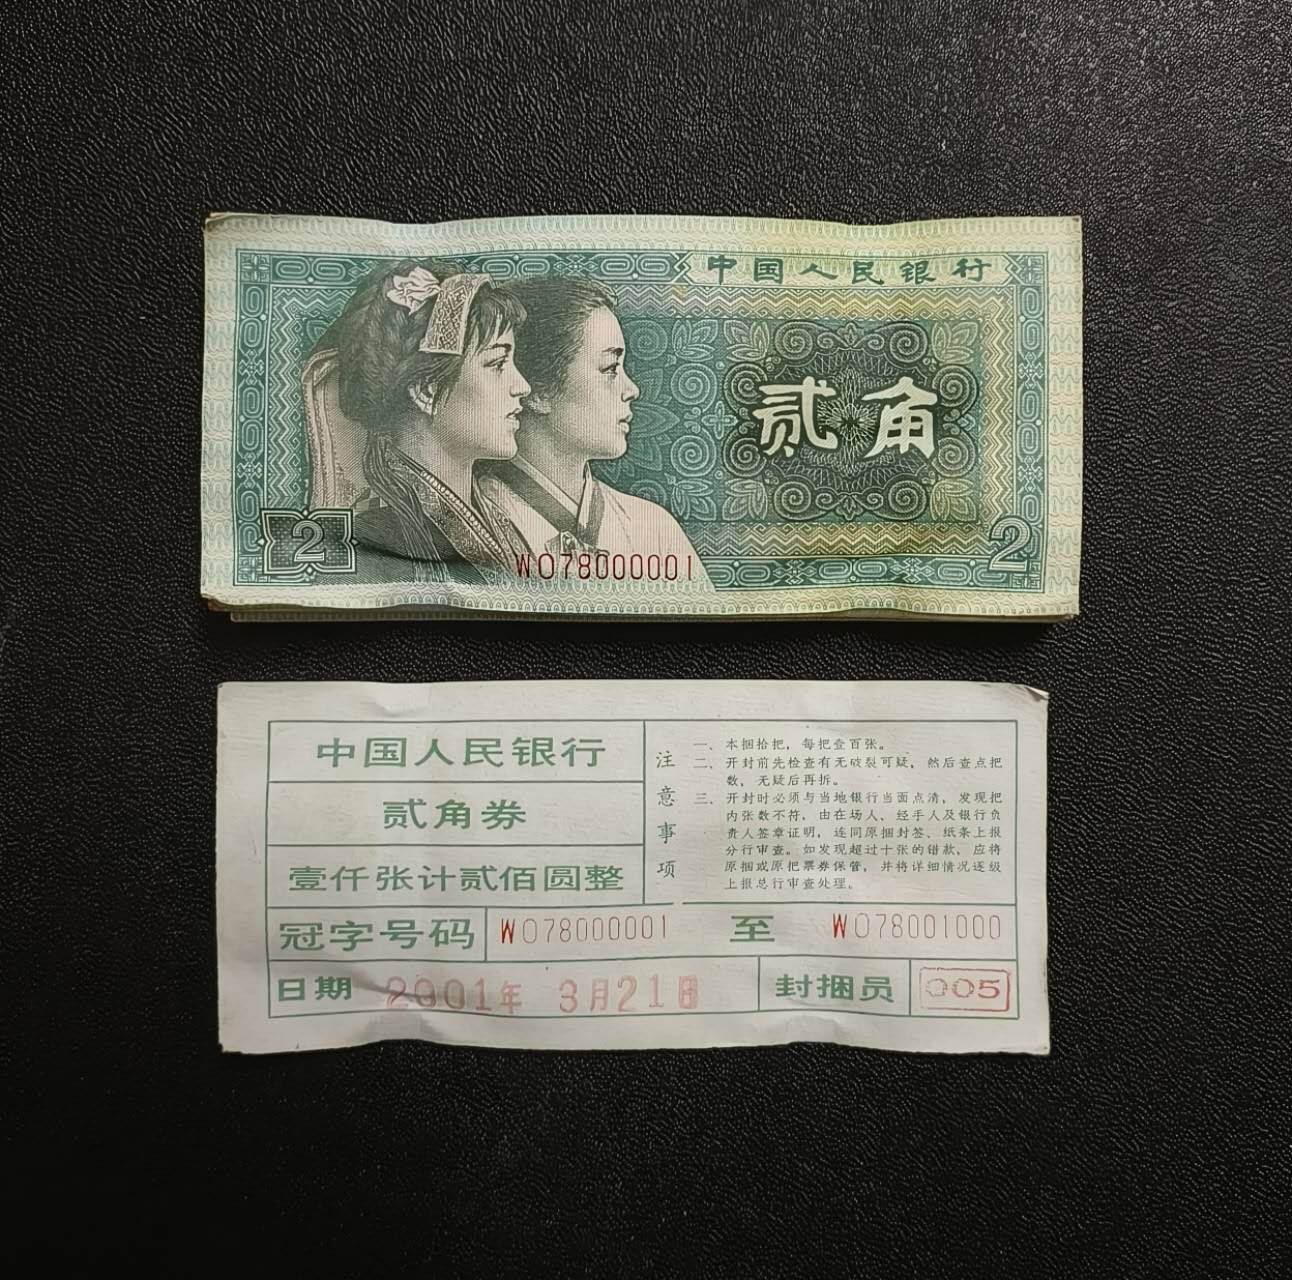 中国人民银行
贰角
2
2
WO78000001
中国人民银行
贰角券
壹仟张计贰佰圆整
注意事项
一、本捆拾把，每把壹百张。
二、开封前先检查有无破裂可疑，然后查点把
数，无疑后再拆。
三、开封时必须与当地银行当面点清，发现把
内张数不符，由在场人、经手人及银行负
责人签章证明，连同原捆封签、纸条上报
分行审查。如发现超过十张的错款，应将
原捆或原把票券保管，并将详细情况逐级
上报总行审查处理。
冠字号码 WO78000001 至 WO78001000
日期 2001年 3月21日 封捆员 005